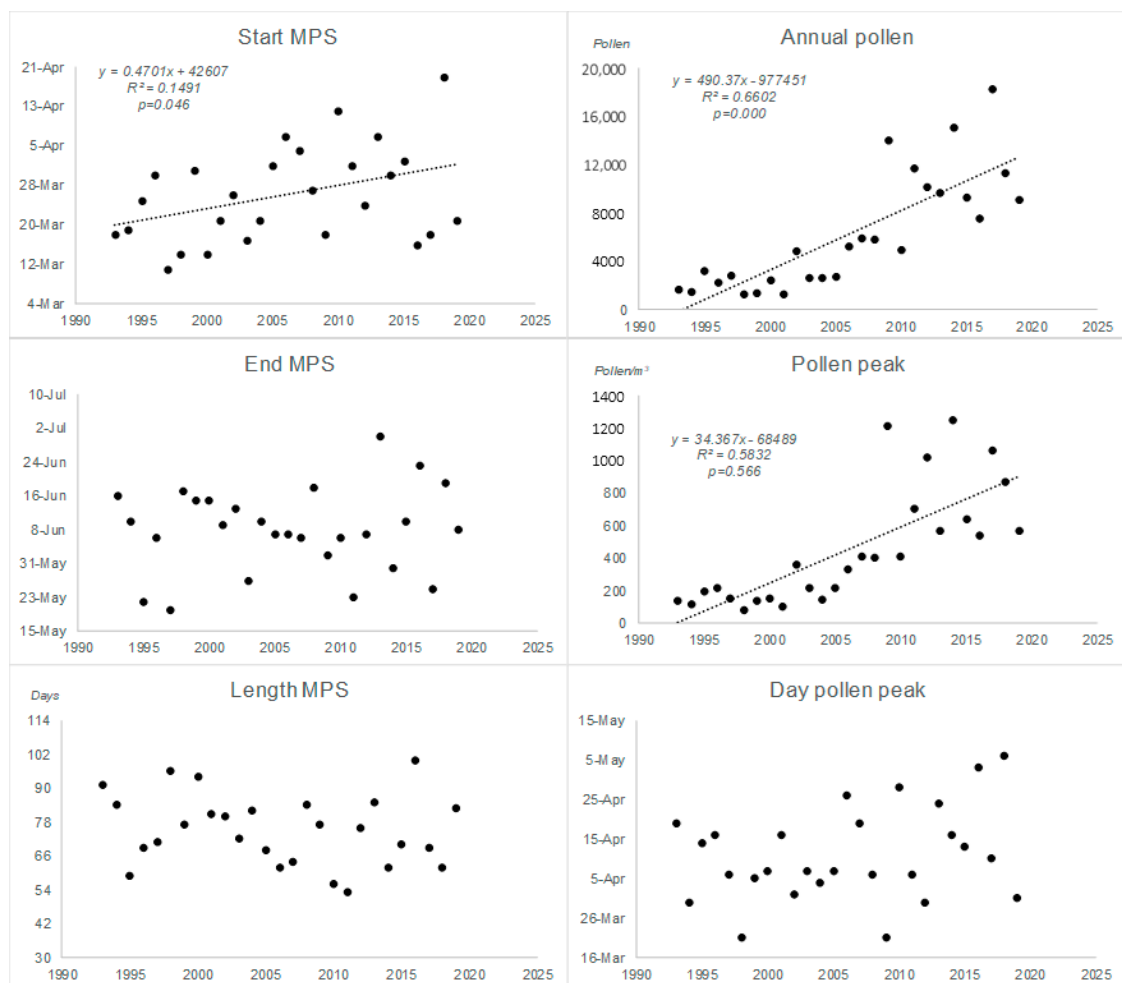 Start MPS
y = 0.4701x + 42607
R² = 0.1491
p=0.046
21-Apr
13-Apr
5-Apr
28-Mar
20-Mar
12-Mar
4-Mar
1990 1995 2000 2005 2010 2015 2020 2025
Annual pollen
Pollen
y = 490.37x - 977451
R² = 0.6602
p=0.000
20,000
16,000
12,000
8000
4000
0
1990 1995 2000 2005 2010 2015 2020 2025
End MPS
10-Jul
2-Jul
24-Jun
16-Jun
8-Jun
31-May
23-May
15-May
1990 1995 2000 2005 2010 2015 2020 2025
Pollen peak
Pollen/m³
y = 34.367x - 68489
R² = 0.5832
p=0.566
1400
1200
1000
800
600
400
200
0
1990 1995 2000 2005 2010 2015 2020 2025
Length MPS
Days
114
102
90
78
66
54
42
30
1990 1995 2000 2005 2010 2015 2020 2025
Day pollen peak
15-May
5-May
25-Apr
15-Apr
5-Apr
26-Mar
16-Mar
1990 1995 2000 2005 2010 2015 2020 2025